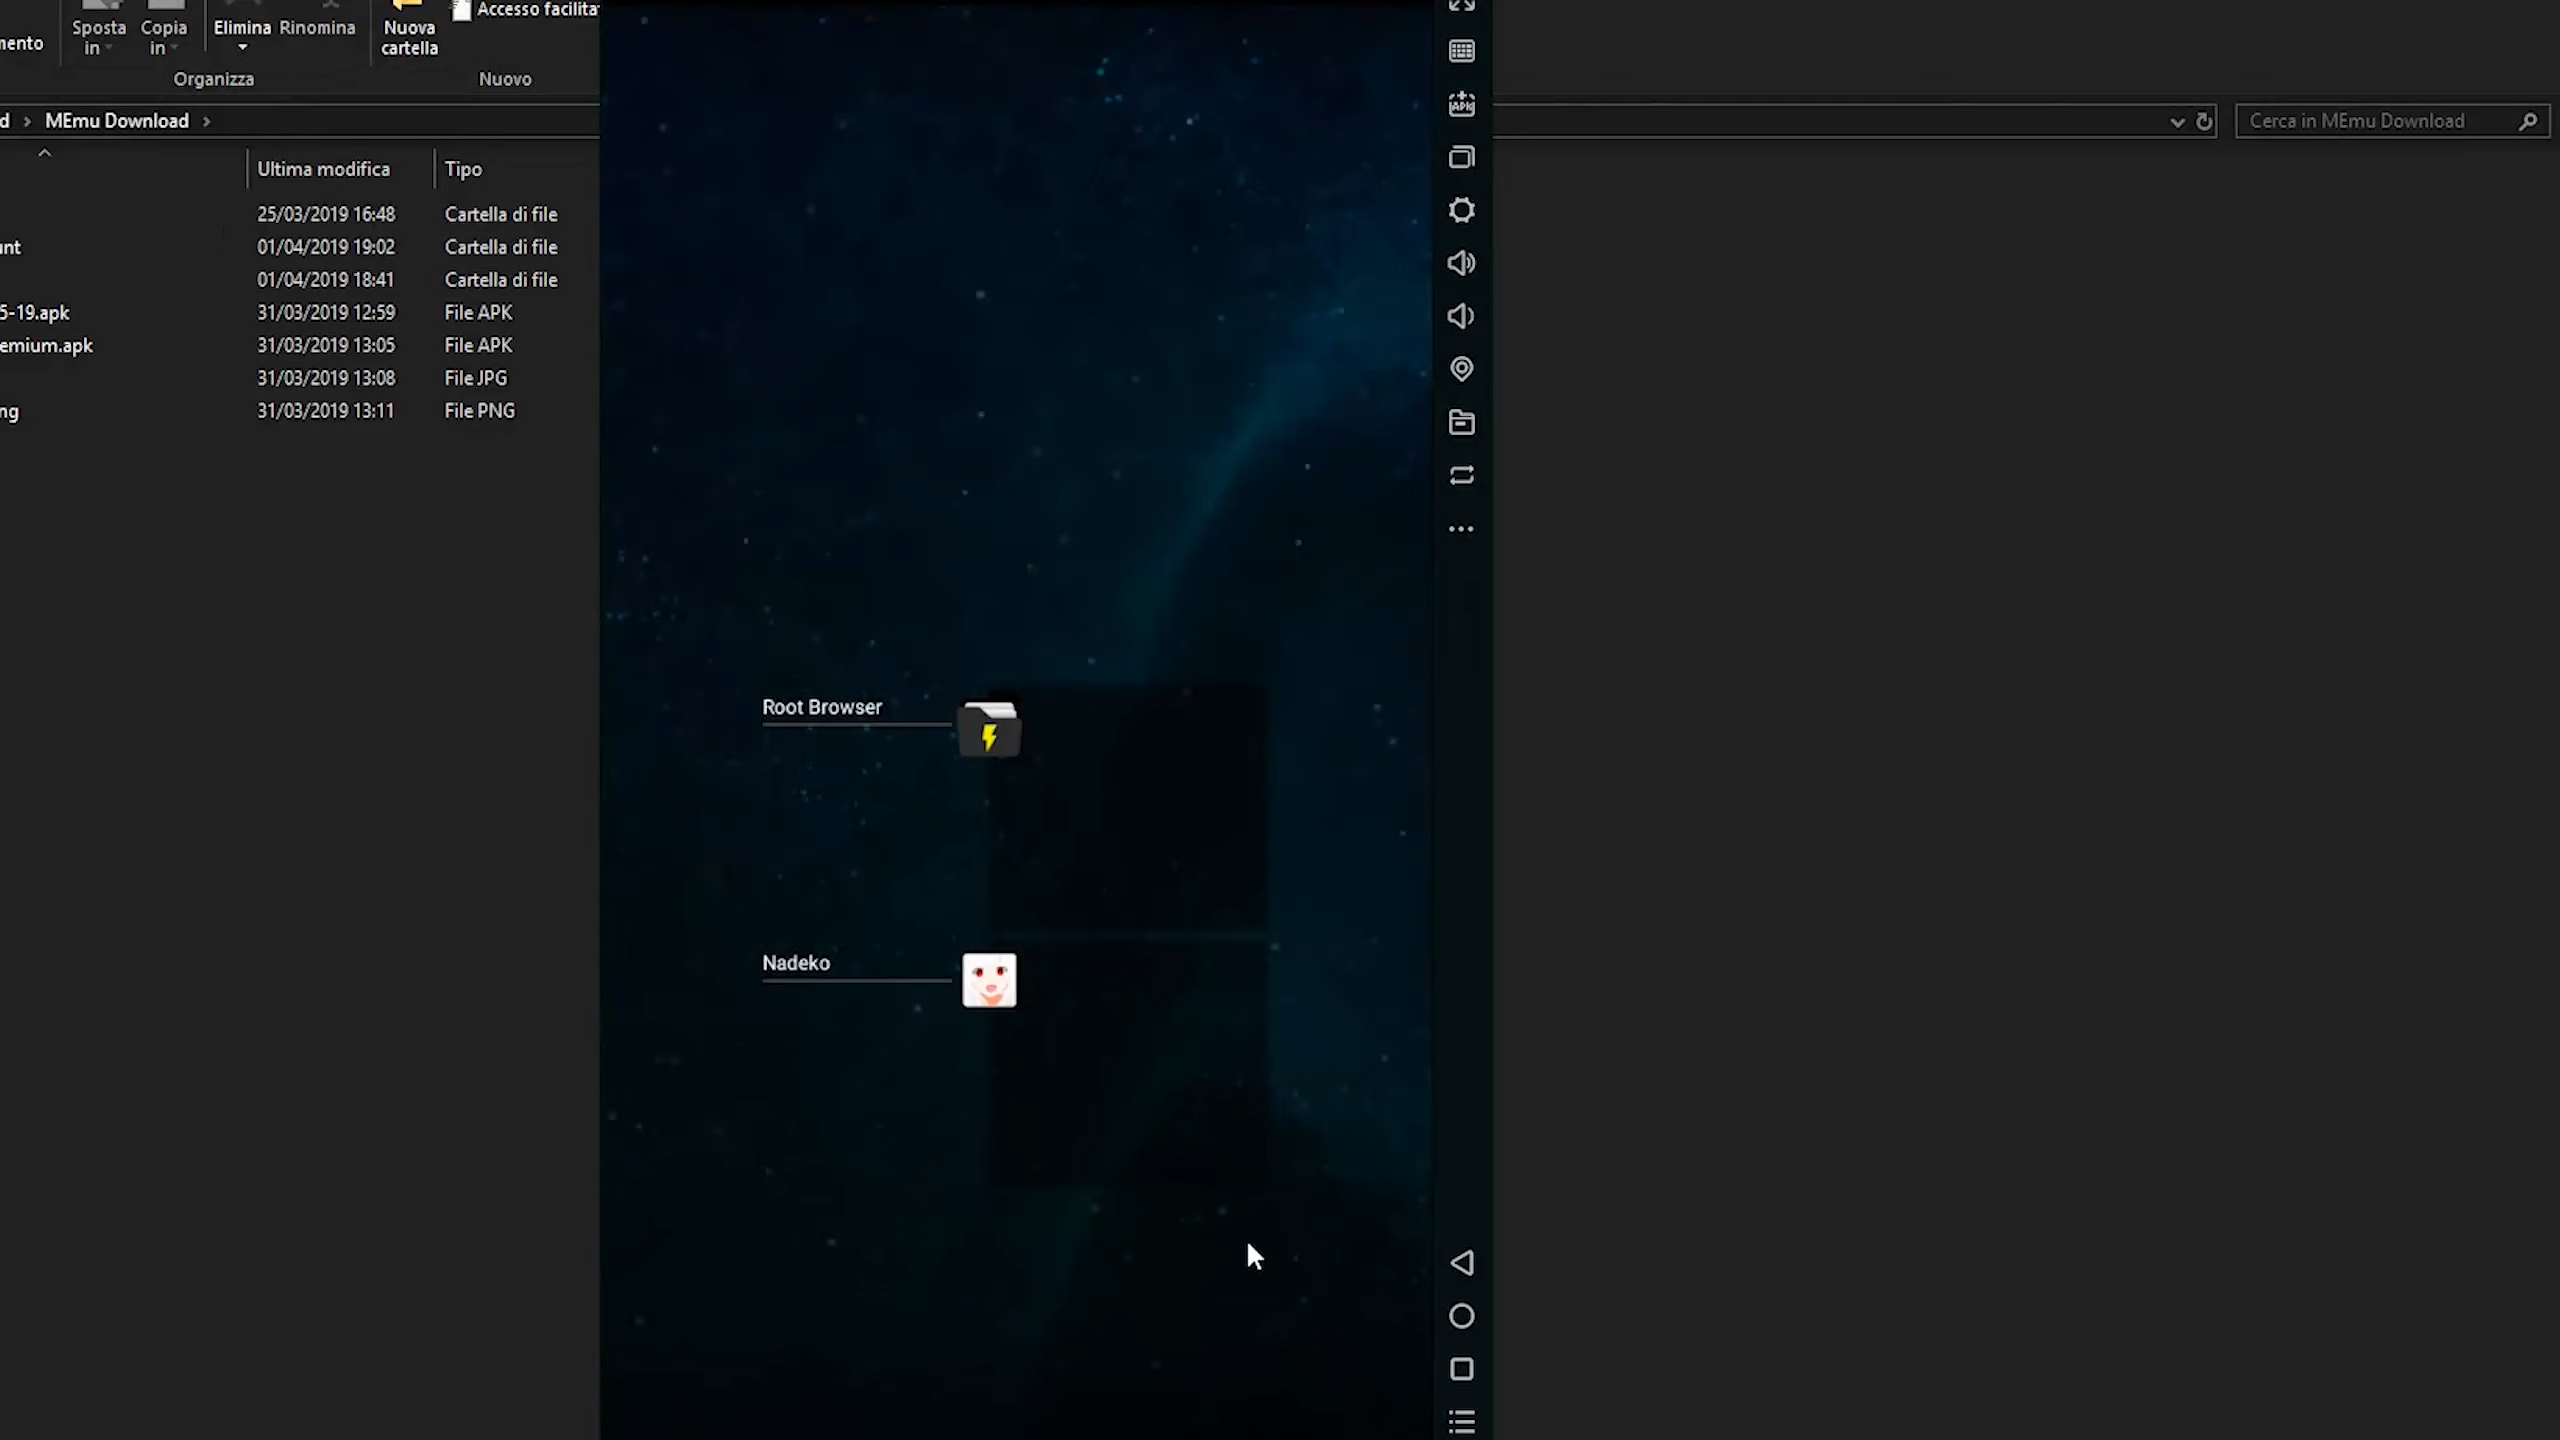 Accesso facilitat
mento
Sposta in
Copia in
Elimina
Rinomina
Nuova cartella
Organizza
Nuovo
d > MEmu Download >
Cerca in MEmu Download
Ultima modifica
Tipo
25/03/2019 16:48 Cartella di file
unt 01/04/2019 19:02 Cartella di file
01/04/2019 18:41 Cartella di file
5-19.apk 31/03/2019 12:59 File APK
emium.apk 31/03/2019 13:05 File APK
31/03/2019 13:08 File JPG
ng 31/03/2019 13:11 File PNG
APK
Root Browser
Nadeko